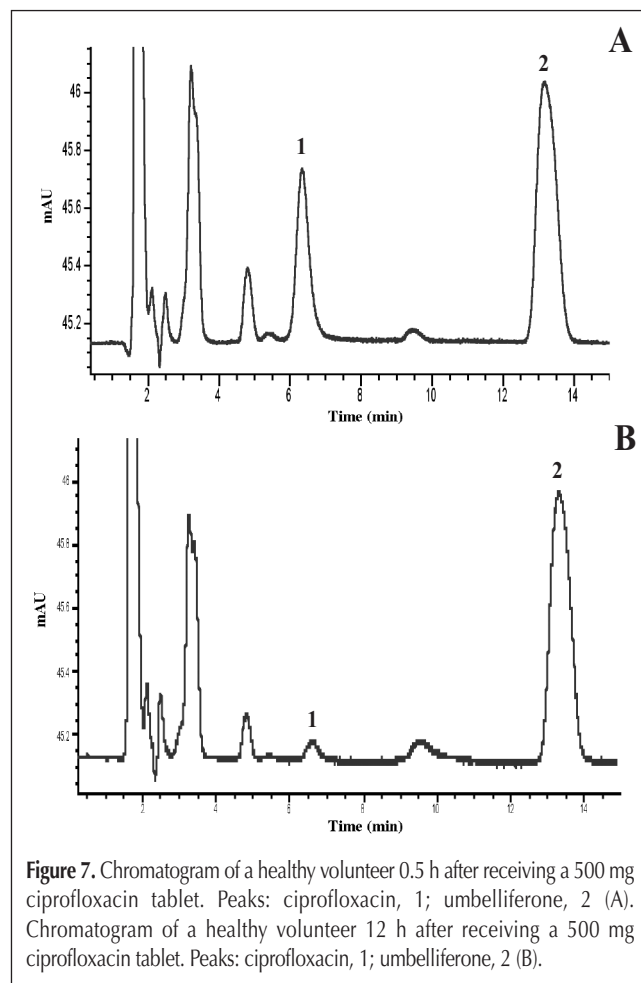 A
2
1
46
45.8
45.6
45.4
45.2
mAU
2 4 6 8 10 12 14
Time (min)
B
2
1
46
45.8
45.6
45.4
45.2
mAU
2 4 6 8 10 12 14
Time (min)
Figure 7. Chromatogram of a healthy volunteer 0.5 h after receiving a 500 mg
ciprofloxacin tablet. Peaks: ciprofloxacin, 1; umbelliferone, 2 (A).
Chromatogram of a healthy volunteer 12 h after receiving a 500 mg
ciprofloxacin tablet. Peaks: ciprofloxacin, 1; umbelliferone, 2 (B).